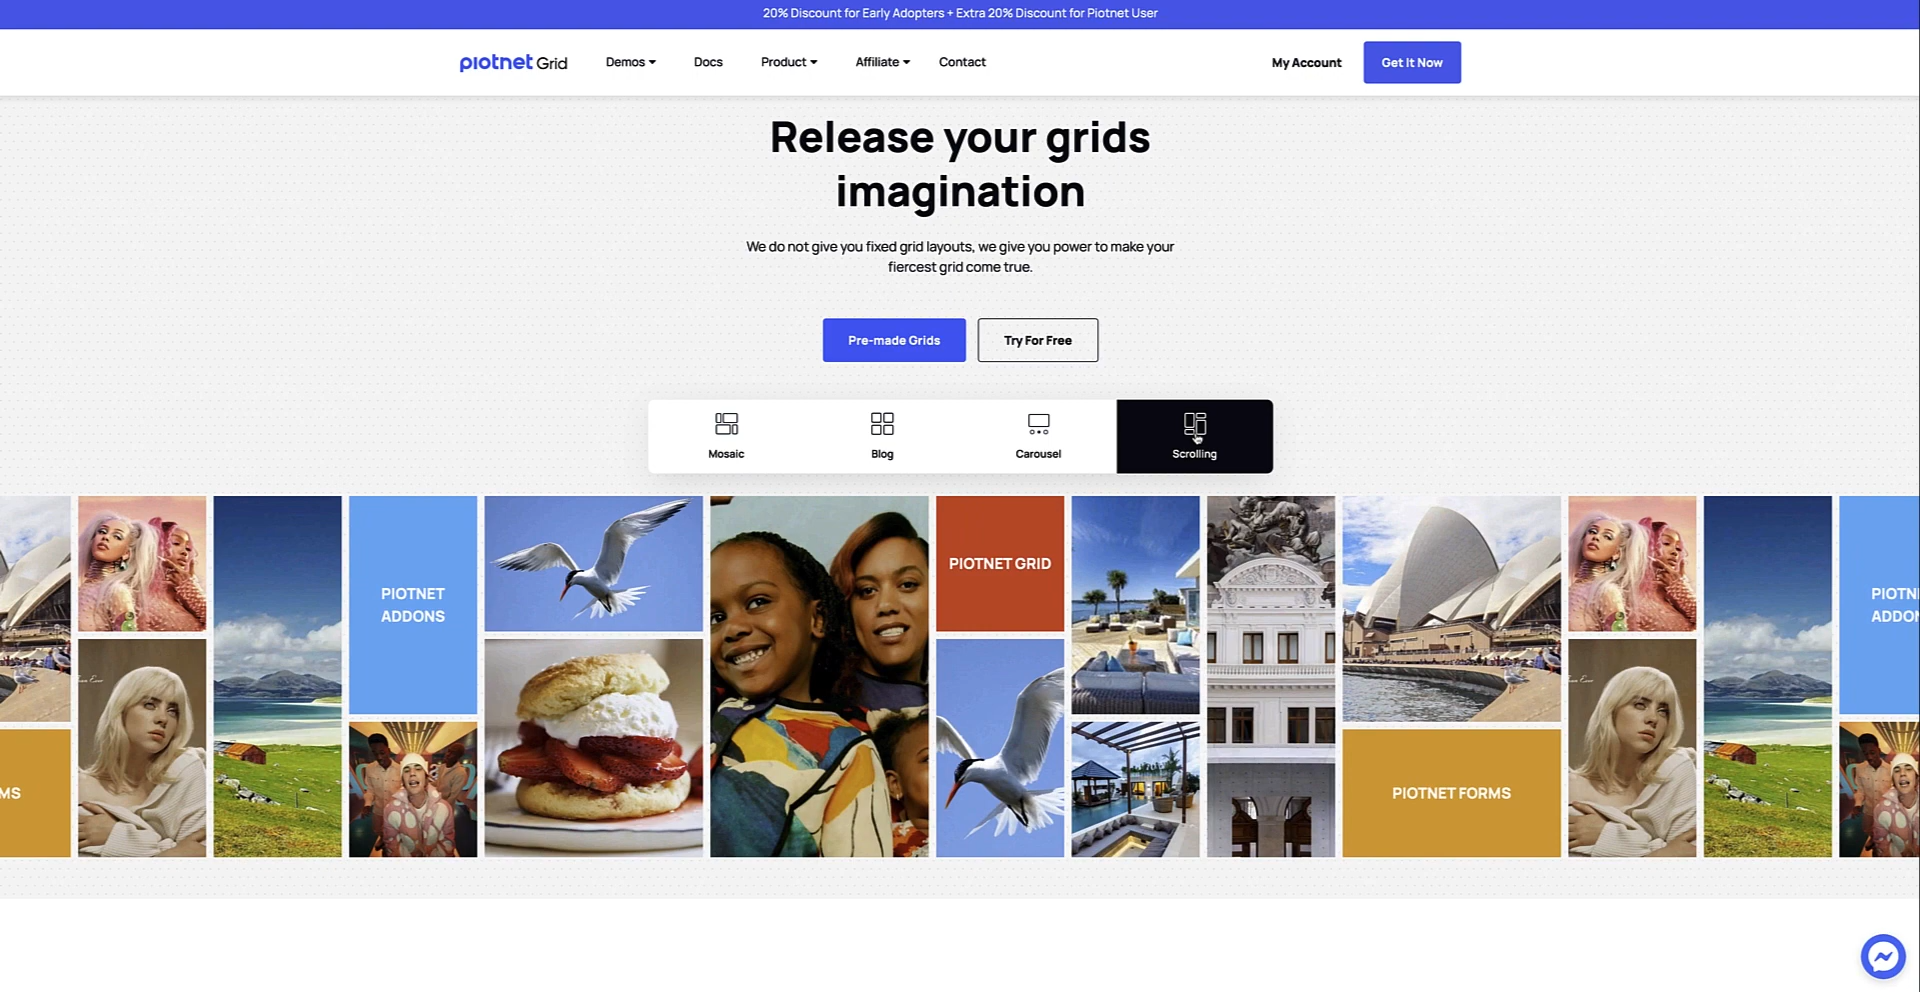 20% Discount for Early Adopters + Extra 20% Discount for Piotnet User
piotnet Grid
Demos
Docs
Product
Affiliate
Contact
My Account
Get It Now
Release your grids
imagination
We do not give you fixed grid layouts, we give you power to make your
fiercest grid come true.
Pre-made Grids
Try For Free
Mosaic
Blog
Carousel
Scrolling
MS
PIOTNET
ADDONS
PIOTNET GRID
PIOTNET FORMS
PIOTN
ADDON